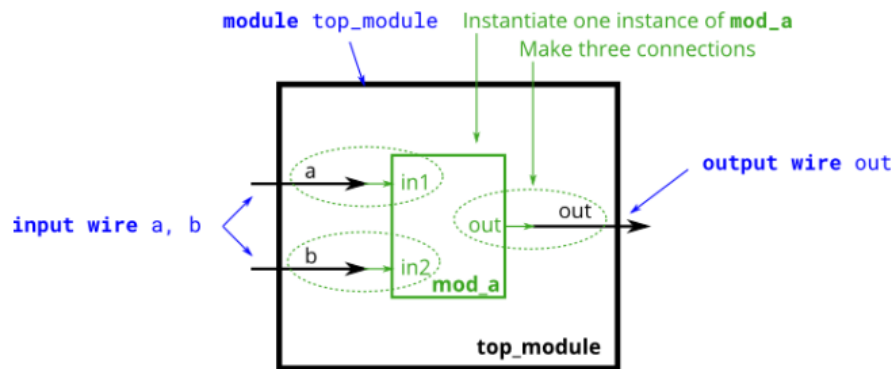 module top_module
Instantiate one instance of mod_a
Make three connections
a
in1
output wire out
out
out
input wire a, b
b
in2
mod_a
top_module